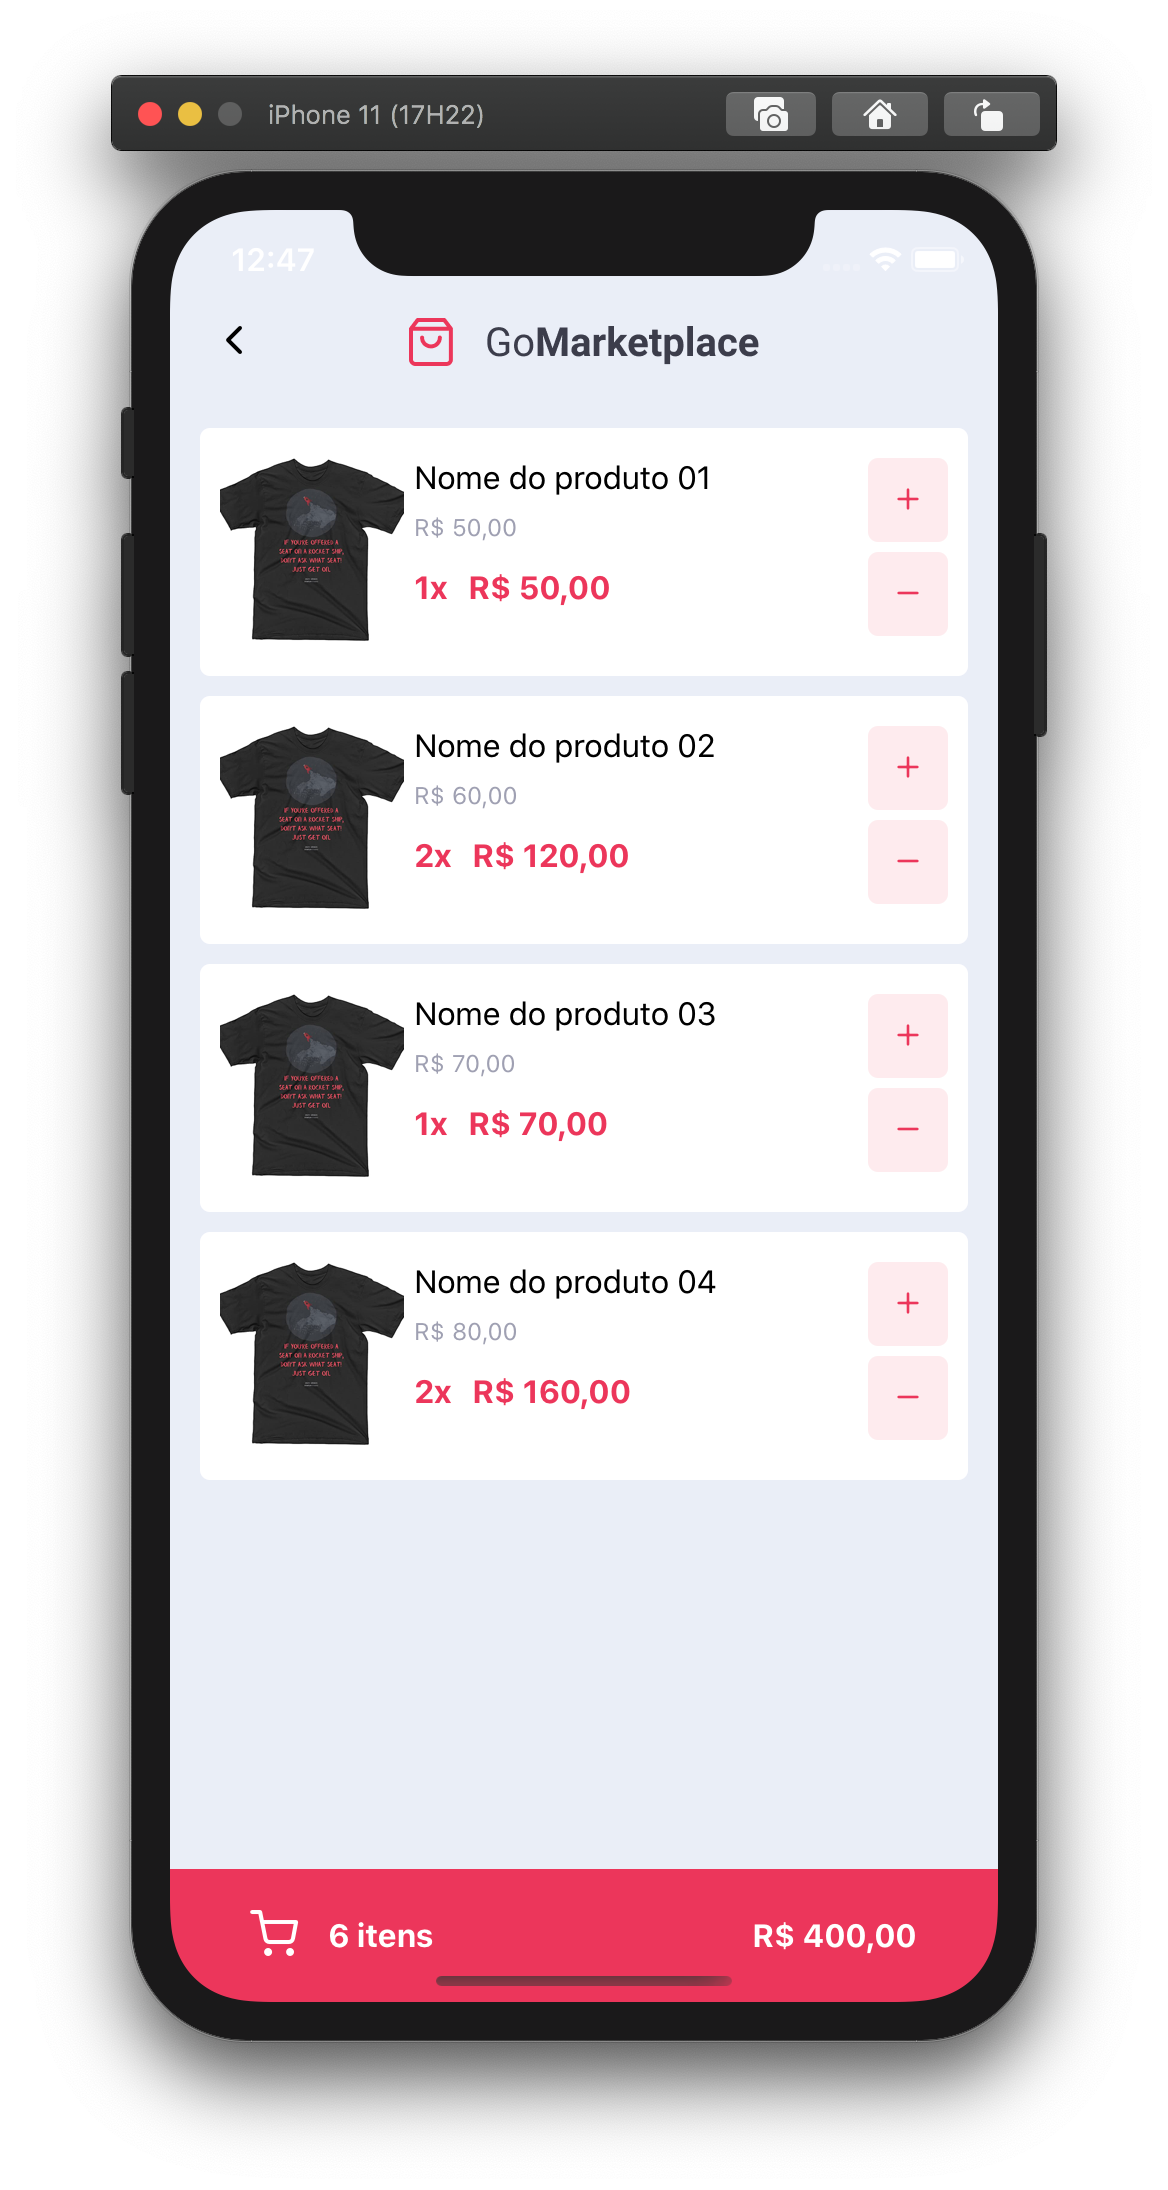 iPhone 11 (17H22)
12:47
GoMarketplace
Nome do produto 01
R$ 50,00
1x R$ 50,00
IF YOU'RE OFFERED A
SEAT ON A ROCKET SHIP,
DON'T ASK WHAT SEAT!
JUST GET ON.
Nome do produto 02
R$ 60,00
2x R$ 120,00
IF YOU'RE OFFERED A
SEAT ON A ROCKET SHIP,
DON'T ASK WHAT SEAT!
JUST GET ON.
Nome do produto 03
R$ 70,00
1x R$ 70,00
IF YOU'RE OFFERED A
SEAT ON A ROCKET SHIP,
DON'T ASK WHAT SEAT!
JUST GET ON.
Nome do produto 04
R$ 80,00
2x R$ 160,00
IF YOU'RE OFFERED A
SEAT ON A ROCKET SHIP,
DON'T ASK WHAT SEAT!
JUST GET ON.
6 itens R$ 400,00